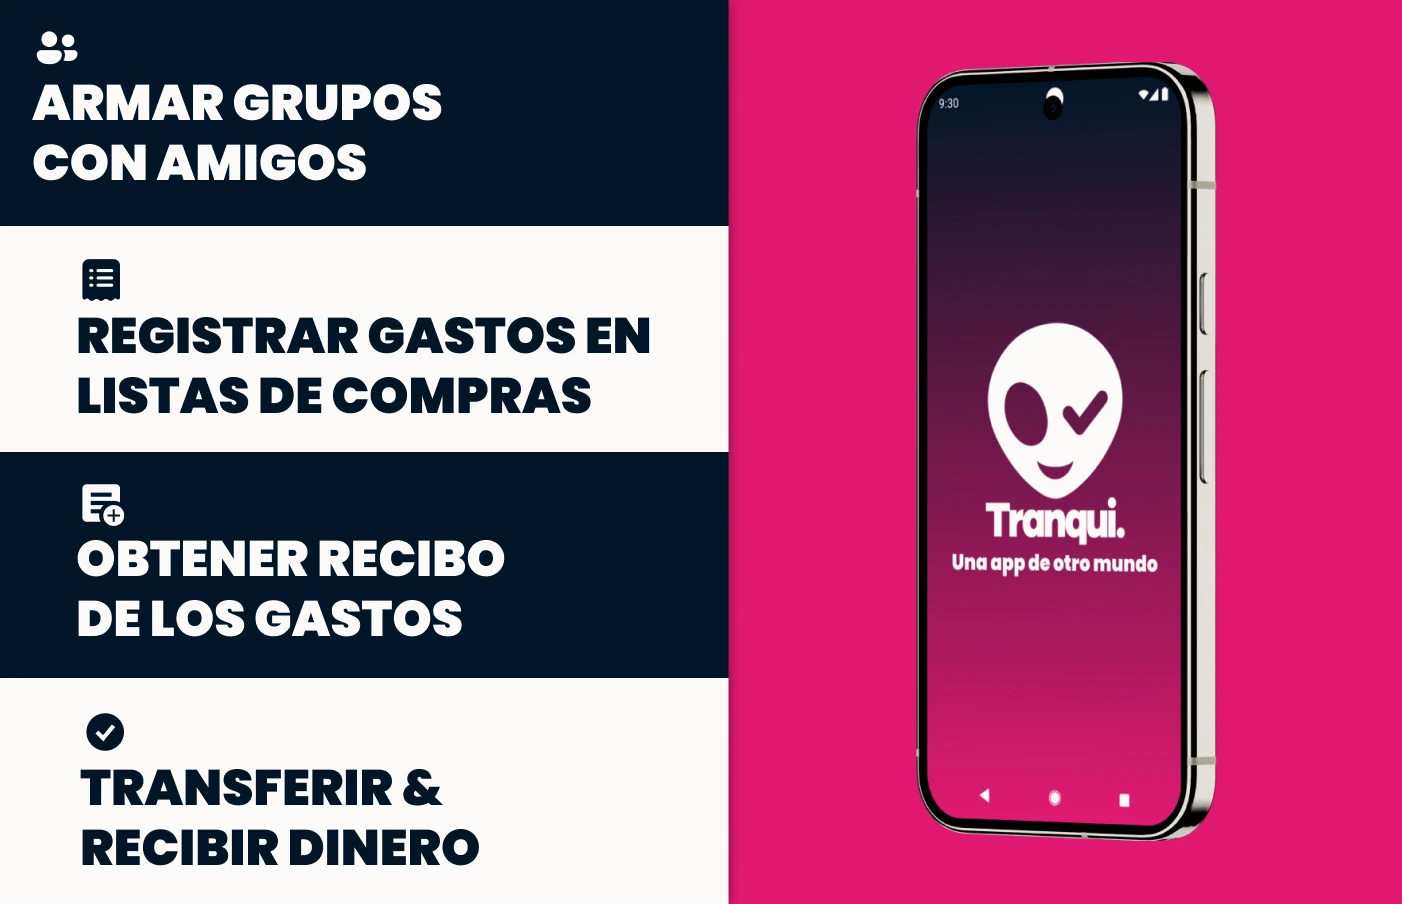 ARMAR GRUPOS
CON AMIGOS
REGISTRAR GASTOS EN
LISTAS DE COMPRAS
OBTENER RECIBO
DE LOS GASTOS
TRANSFERIR &
RECIBIR DINERO
9:30
Tranqui.
Una app de otro mundo